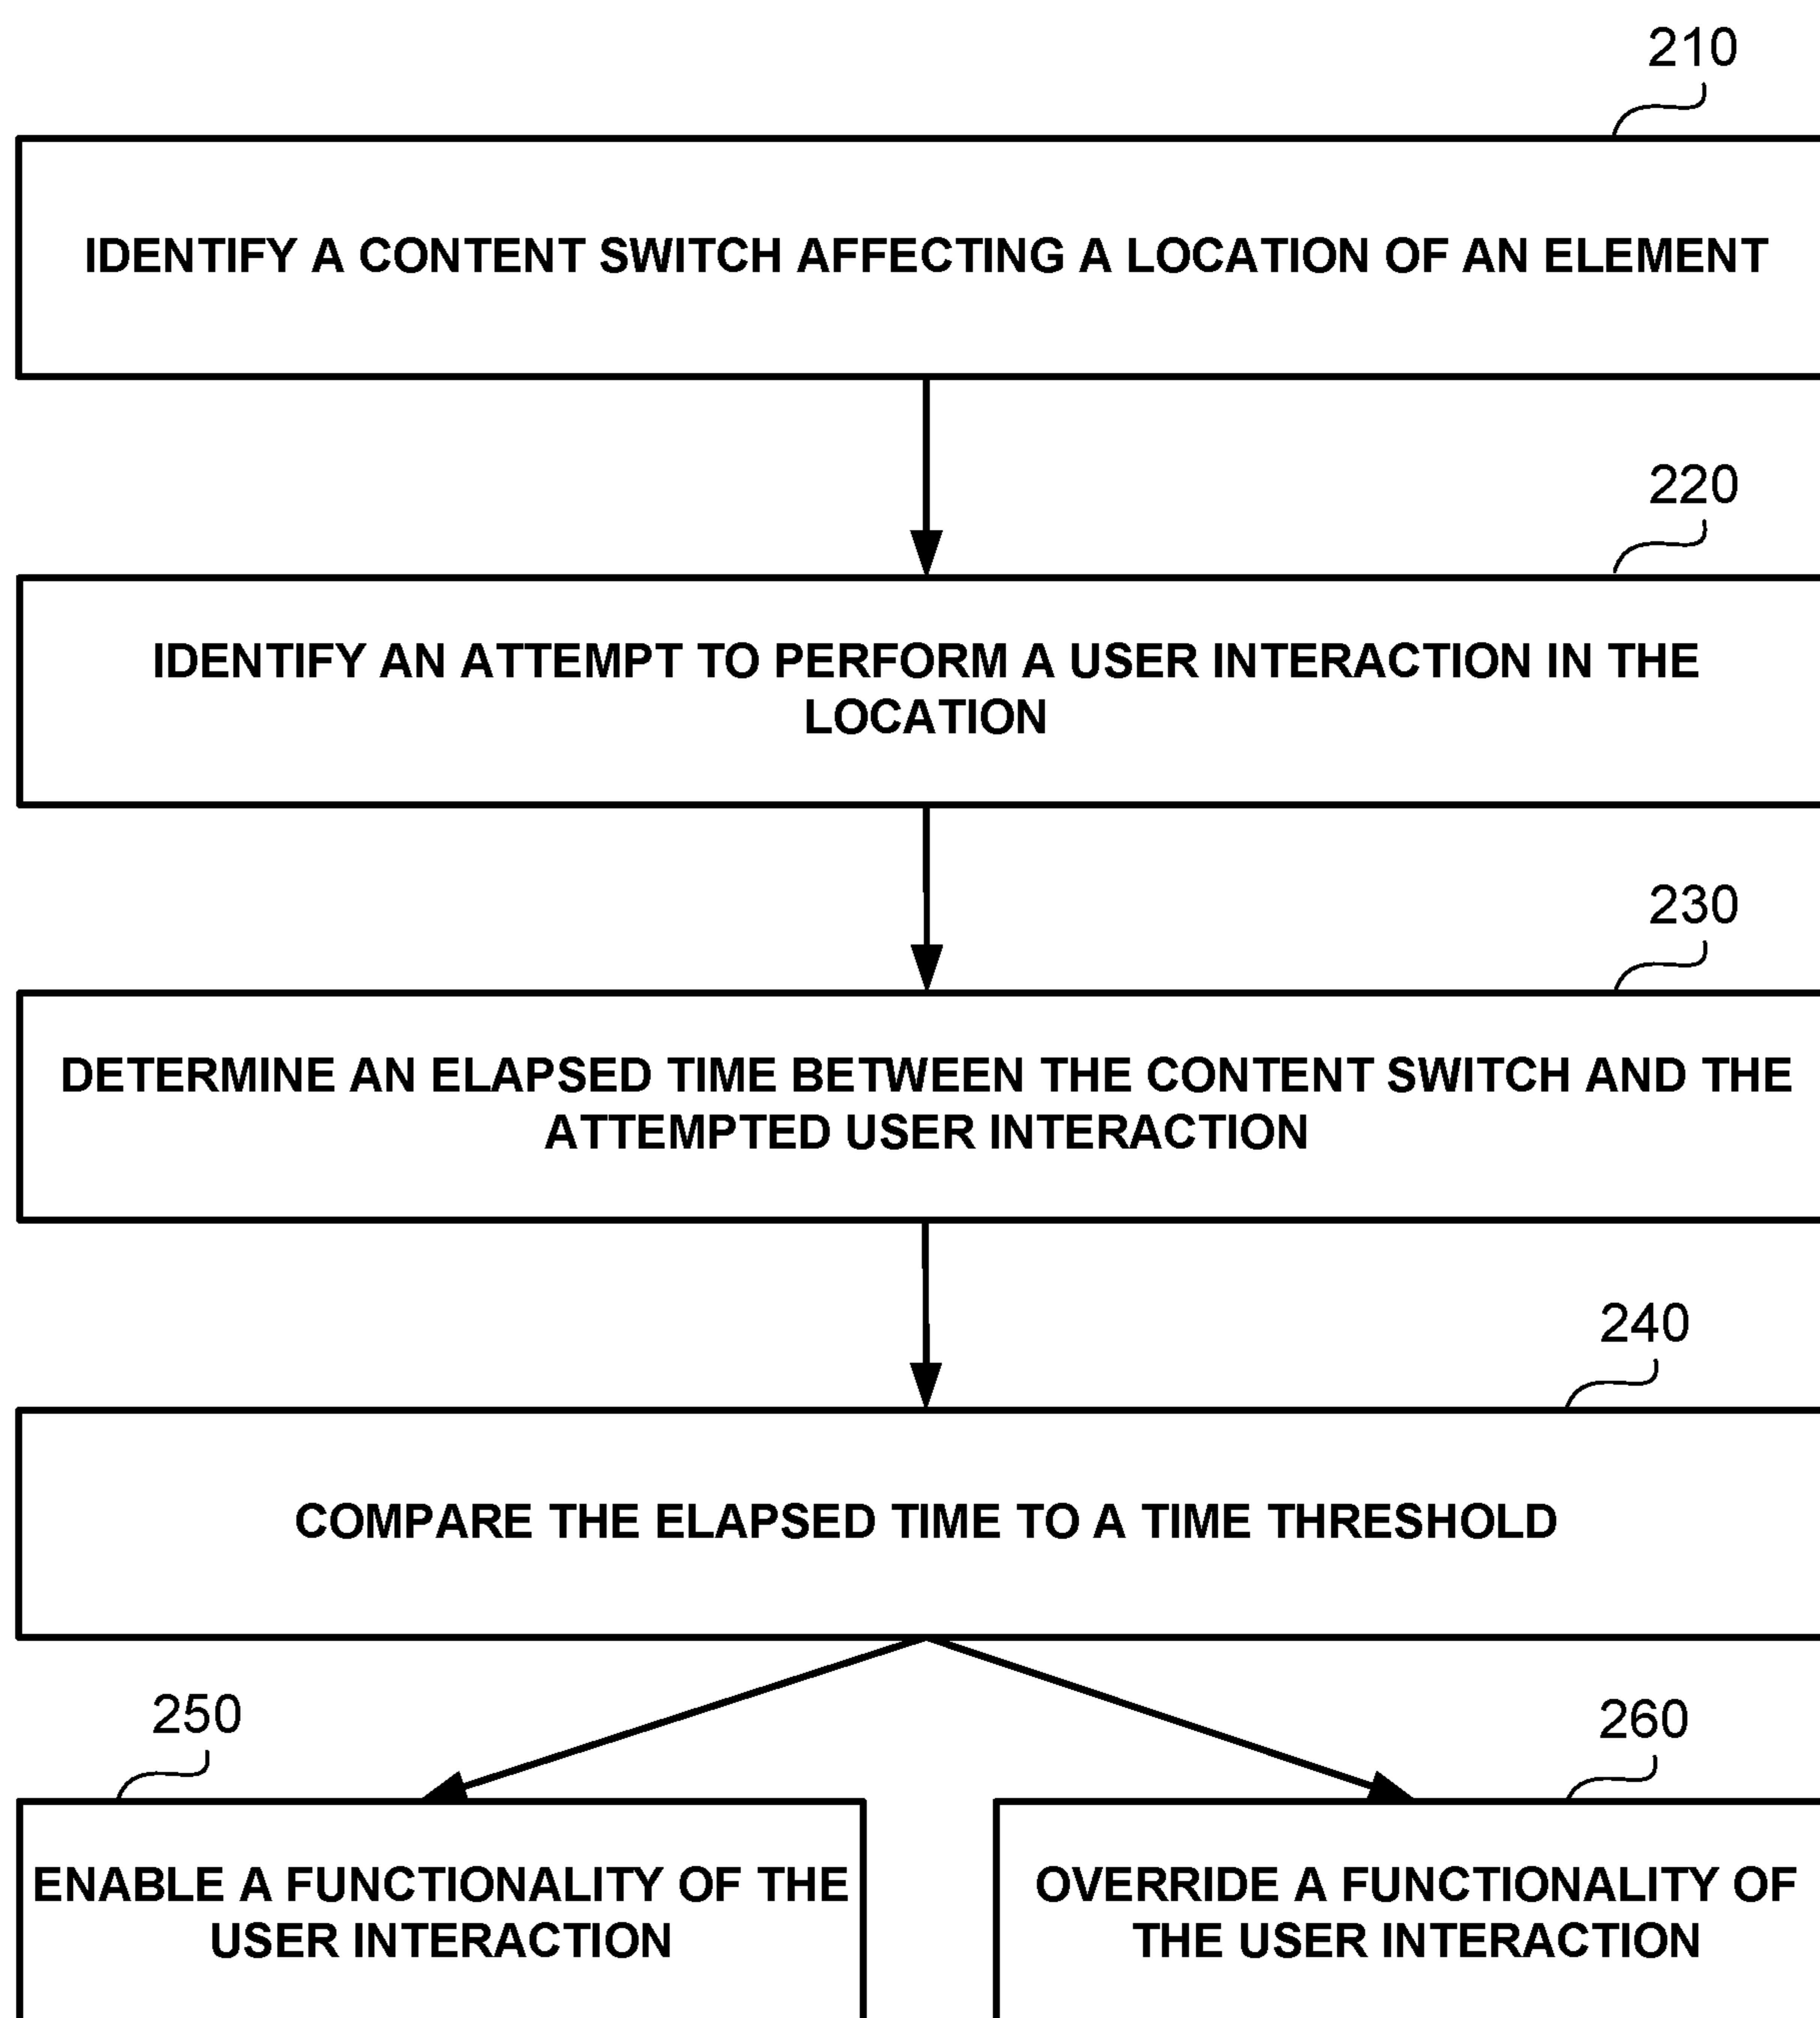 210
IDENTIFY A CONTENT SWITCH AFFECTING A LOCATION OF AN ELEMENT
220
IDENTIFY AN ATTEMPT TO PERFORM A USER INTERACTION IN THE
LOCATION
230
DETERMINE AN ELAPSED TIME BETWEEN THE CONTENT SWITCH AND THE
ATTEMPTED USER INTERACTION
240
COMPARE THE ELAPSED TIME TO A TIME THRESHOLD
250
ENABLE A FUNCTIONALITY OF THE
USER INTERACTION
260
OVERRIDE A FUNCTIONALITY OF
THE USER INTERACTION